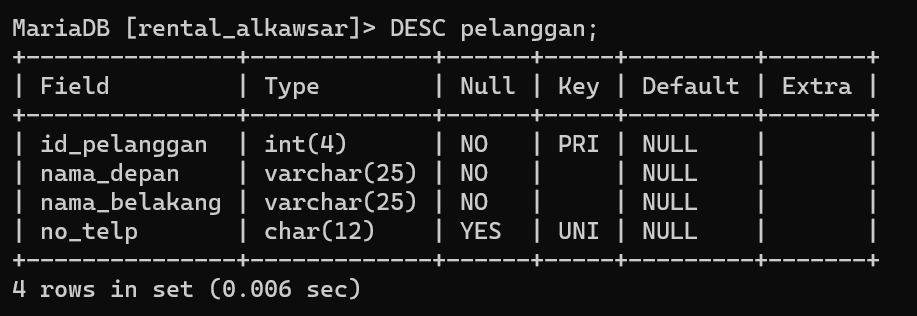 MariaDB [rental_alkawsar]> DESC pelanggan;
+---------------+-------------+------+-----+---------+-------+
| Field         | Type        | Null | Key | Default | Extra |
+---------------+-------------+------+-----+---------+-------+
| id_pelanggan  | int(4)      | NO   | PRI | NULL    |       |
| nama_depan    | varchar(25) | NO   |     | NULL    |       |
| nama_belakang | varchar(25) | NO   |     | NULL    |       |
| no_telp       | char(12)    | YES  | UNI | NULL    |       |
+---------------+-------------+------+-----+---------+-------+
4 rows in set (0.006 sec)